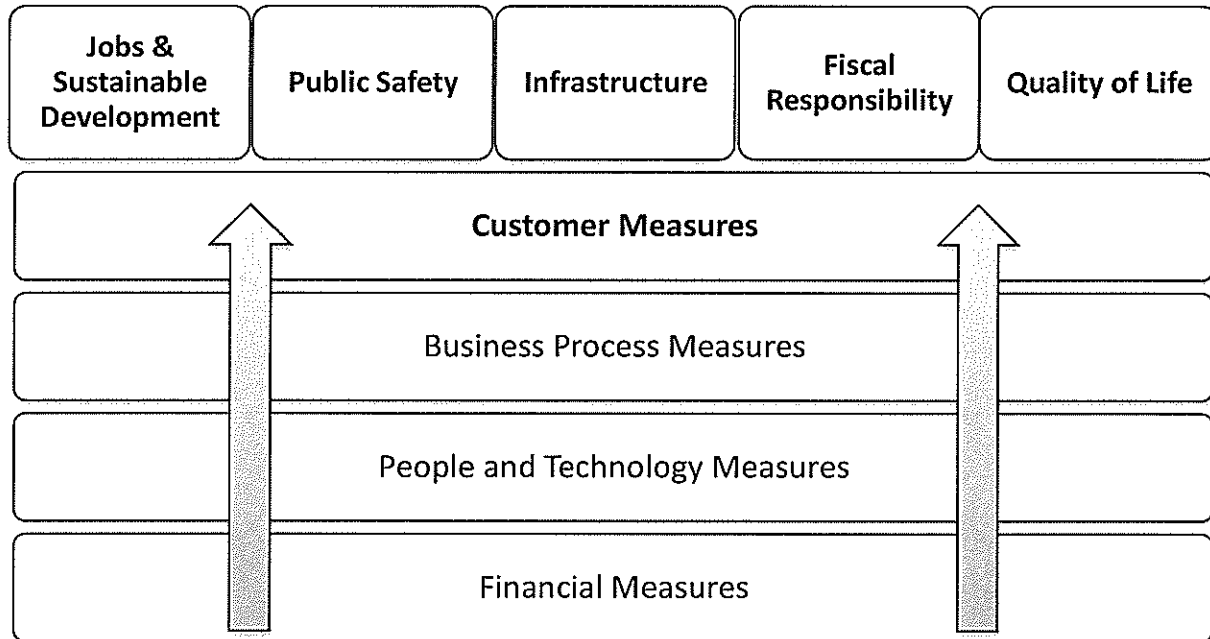 Jobs &
Sustainable
Development
Public Safety
Infrastructure
Fiscal
Responsibility
Quality of Life
Customer Measures
Business Process Measures
People and Technology Measures
Financial Measures